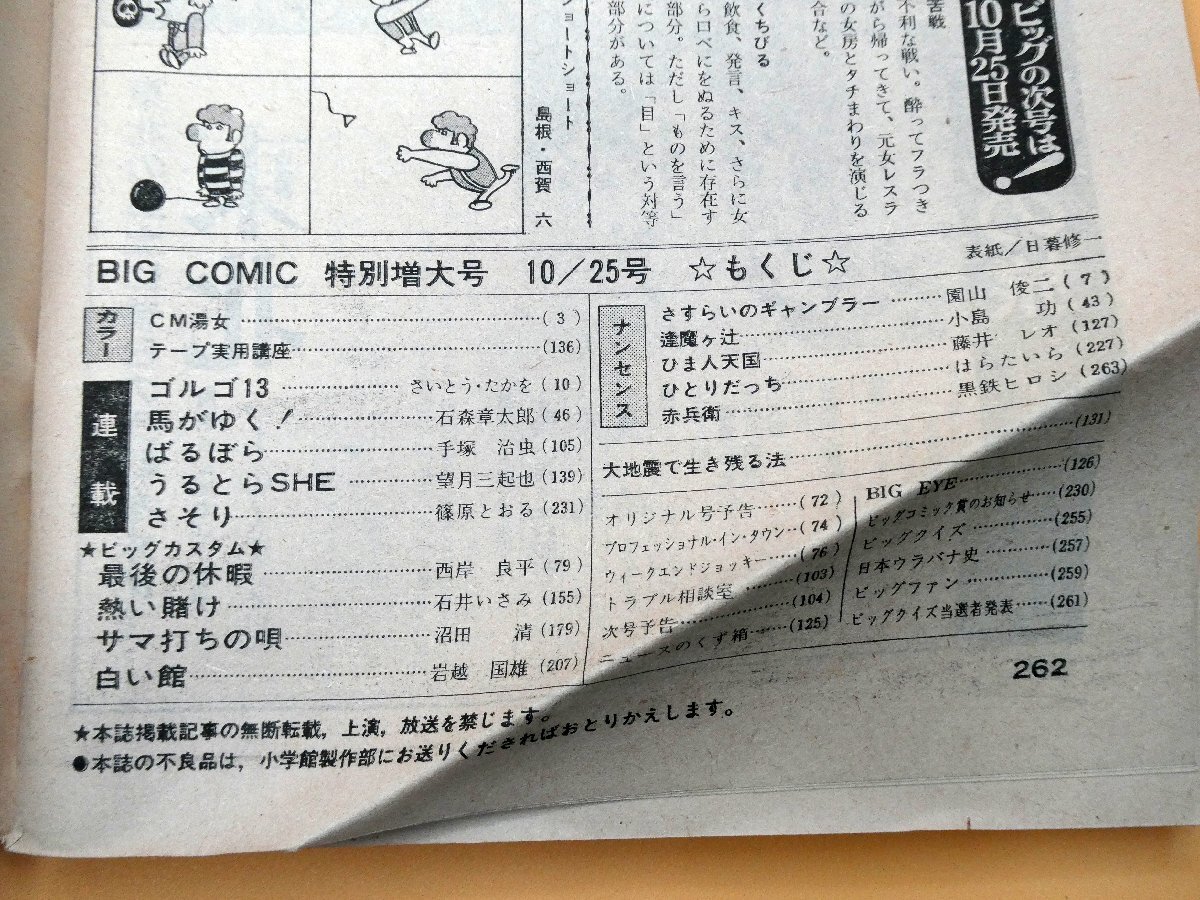 ビッグの次号は
10月25日発売!
苦戦
不利な戦い。酔ってフラつき
がら帰ってきて、元女レスラ
の女房とタチまわりを演じる
合など。
くちびる
飲食、発言、キス、さらに女
ら口べにをぬるために存在す
部分。ただし「ものを言う」
については「目」という対等
部分がある。
ショートショート
島根・西賀 六
BIG COMIC 特別増大号 10/25号 ☆もくじ☆
表紙/日暮修一
カラー
CM湯女 (3)
テープ実用講座 (136)
連載
ゴルゴ13 さいとう・たかを (10)
馬がゆく! 石森章太郎 (46)
ばるぼら 手塚 治虫 (105)
うるとらSHE 望月三起也 (139)
さそり 篠原とおる (231)
★ビッグカスタム★
最後の休暇 西岸 良平 (79)
熱い賭け 石井いさみ (155)
サマ打ちの唄 沼田 清 (179)
白い館 岩越 国雄 (207)
ナンセンス
さすらいのギャンブラー 園山 俊二 (7)
逢魔ヶ辻 小島 功 (43)
ひま人天国 藤井 レオ (127)
ひとりだっち はらたいら (227)
赤兵衛 黒鉄ヒロシ (263)
大地震で生き残る法 (131)
オリジナル号予告 (72)
プロフェッショナル・イン・タウン (74)
ウィークエンドジョッキー (76)
トラブル相談室 (103)
次号予告 (104)
ニュースのくず箱 (125)
BIG EYE (126)
ビッグコミック賞のお知らせ (230)
ビッグクイズ (255)
日本ウラバナ史 (257)
ビッグファン (259)
ビッグクイズ当選者発表 (261)
262
★本誌掲載記事の無断転載,上演,放送を禁じます。
●本誌の不良品は,小学館製作部にお送りくださればおとりかえします。